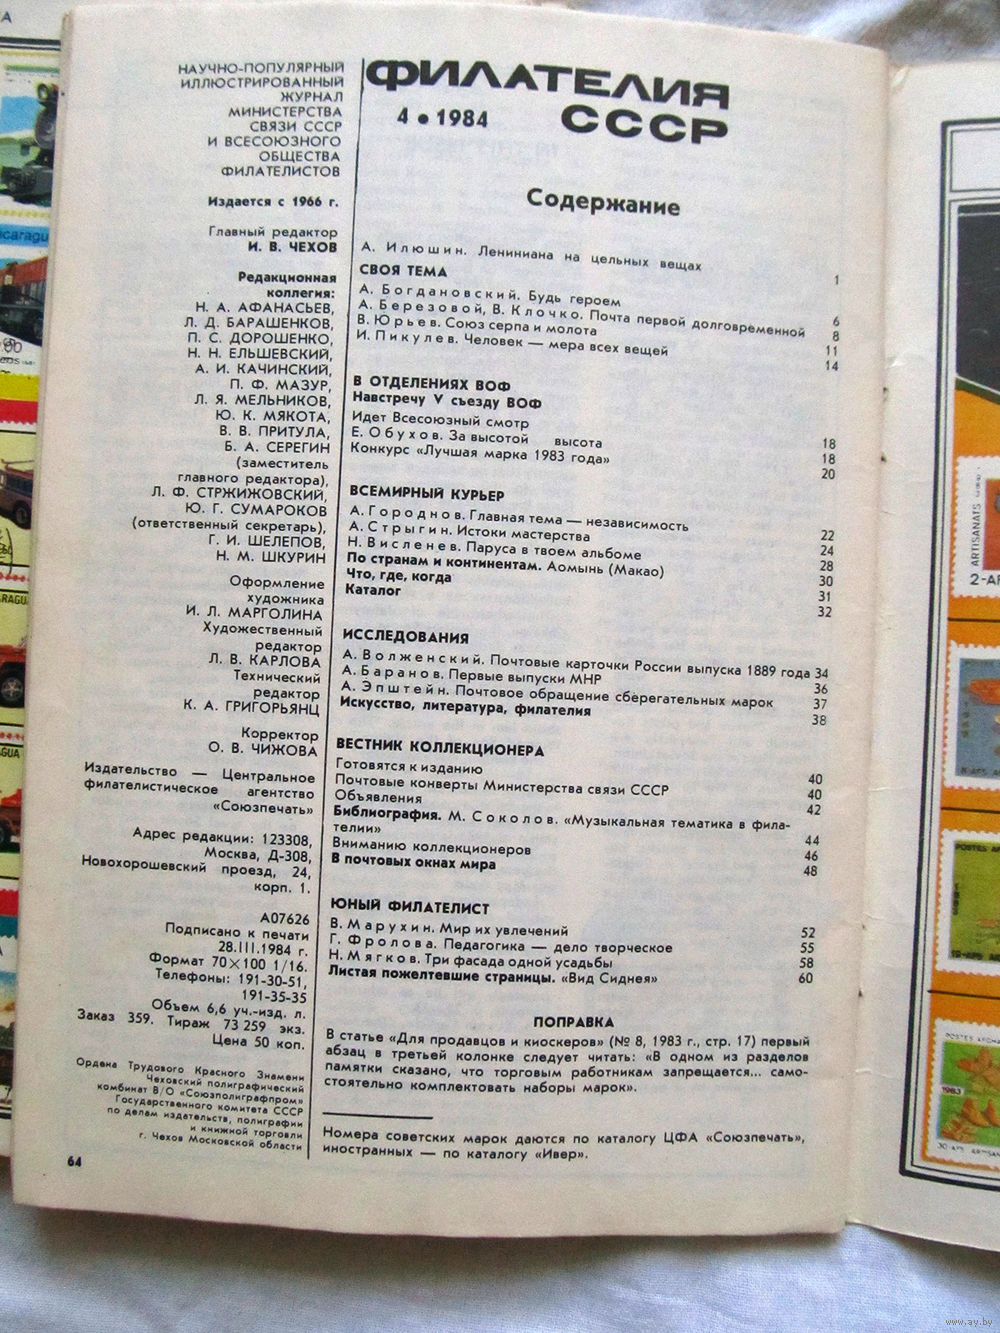 НАУЧНО-ПОПУЛЯРНЫЙ
ИЛЛЮСТРИРОВАННЫЙ
ЖУРНАЛ
МИНИСТЕРСТВА
СВЯЗИ СССР
И ВСЕСОЮЗНОГО
ОБЩЕСТВА
ФИЛАТЕЛИСТОВ
Издается с 1966 г.
Главный редактор
И. В. ЧЕХОВ
Редакционная
коллегия:
Н. А. АФАНАСЬЕВ,
Л. Д. БАРАШЕНКОВ,
П. С. ДОРОШЕНКО,
Н. Н. ЕЛЬШЕВСКИЙ,
А. И. КАЧИНСКИЙ,
П. Ф. МАЗУР,
Л. Я. МЕЛЬНИКОВ,
Ю. К. МЯКОТА,
В. В. ПРИТУЛА,
Б. А. СЕРЕГИН
(заместитель
главного редактора),
Л. Ф. СТРЖИЖОВСКИЙ,
Ю. Г. СУМАРОКОВ
(ответственный секретарь),
Г. И. ШЕЛЕПОВ,
Н. М. ШКУРИН
Оформление
художника
И. Л. МАРГОЛИНА
Художественный
редактор
Л. В. КАРЛОВА
Технический
редактор
К. А. ГРИГОРЬЯНЦ
Корректор
О. В. ЧИЖОВА
Издательство — Центральное
филателистическое агентство
«Союзпечать»
Адрес редакции: 123308,
Москва, Д-308,
Новохорошевский проезд, 24,
корп. 1.
А07626
Подписано к печати
28.III.1984 г.
Формат 70×100 1/16.
Телефоны: 191-30-51,
191-35-35
Объем 6,6 уч.-изд. л.
Заказ 359. Тираж 73 259 экз.
Цена 50 коп.
Ордена Трудового Красного Знамени
Чеховский полиграфический
комбинат В/О «Союзполиграфпром»
Государственного комитета СССР
по делам издательств, полиграфии
и книжной торговли
г. Чехов Московской области
64
ФИЛАТЕЛИЯ
СССР
4 • 1984
Содержание
А. Илюшин. Лениниана на цельных вещах 1
СВОЯ ТЕМА
А. Богдановский. Будь героем 6
А. Березовой, В. Клочко. Почта первой долговременной 8
В. Юрьев. Союз серпа и молота 11
И. Пикулев. Человек — мера всех вещей 14
В ОТДЕЛЕНИЯХ ВОФ
Навстречу V съезду ВОФ
Идет Всесоюзный смотр 18
Е. Обухов. За высотой высота 18
Конкурс «Лучшая марка 1983 года» 20
ВСЕМИРНЫЙ КУРЬЕР
А. Городнов. Главная тема — независимость 22
А. Стрыгин. Истоки мастерства 24
Н. Висленев. Паруса в твоем альбоме 28
По странам и континентам. Аомынь (Макао) 30
Что, где, когда 31
Каталог 32
ИССЛЕДОВАНИЯ
А. Волженский. Почтовые карточки России выпуска 1889 года 34
А. Баранов. Первые выпуски МНР 36
А. Эпштейн. Почтовое обращение сберегательных марок 37
Искусство, литература, филателия 38
ВЕСТНИК КОЛЛЕКЦИОНЕРА
Готовятся к изданию 40
Почтовые конверты Министерства связи СССР 40
Объявления 42
Библиография. М. Соколов. «Музыкальная тематика в фила-
телии» 44
Вниманию коллекционеров 46
В почтовых окнах мира 48
ЮНЫЙ ФИЛАТЕЛИСТ
В. Марухин. Мир их увлечений 52
Г. Фролова. Педагогика — дело творческое 55
Н. Мягков. Три фасада одной усадьбы 58
Листая пожелтевшие страницы. «Вид Сиднея» 60
ПОПРАВКА
В статье «Для продавцов и киоскеров» (№ 8, 1983 г., стр. 17) первый
абзац в третьей колонке следует читать: «В одном из разделов
памятки сказано, что торговым работникам запрещается... само-
стоятельно комплектовать наборы марок».
Номера советских марок даются по каталогу ЦФА «Союзпечать»,
иностранных — по каталогу «Ивер».
ARTISANATS
2-AF
POSTES
1983
www.ay.by